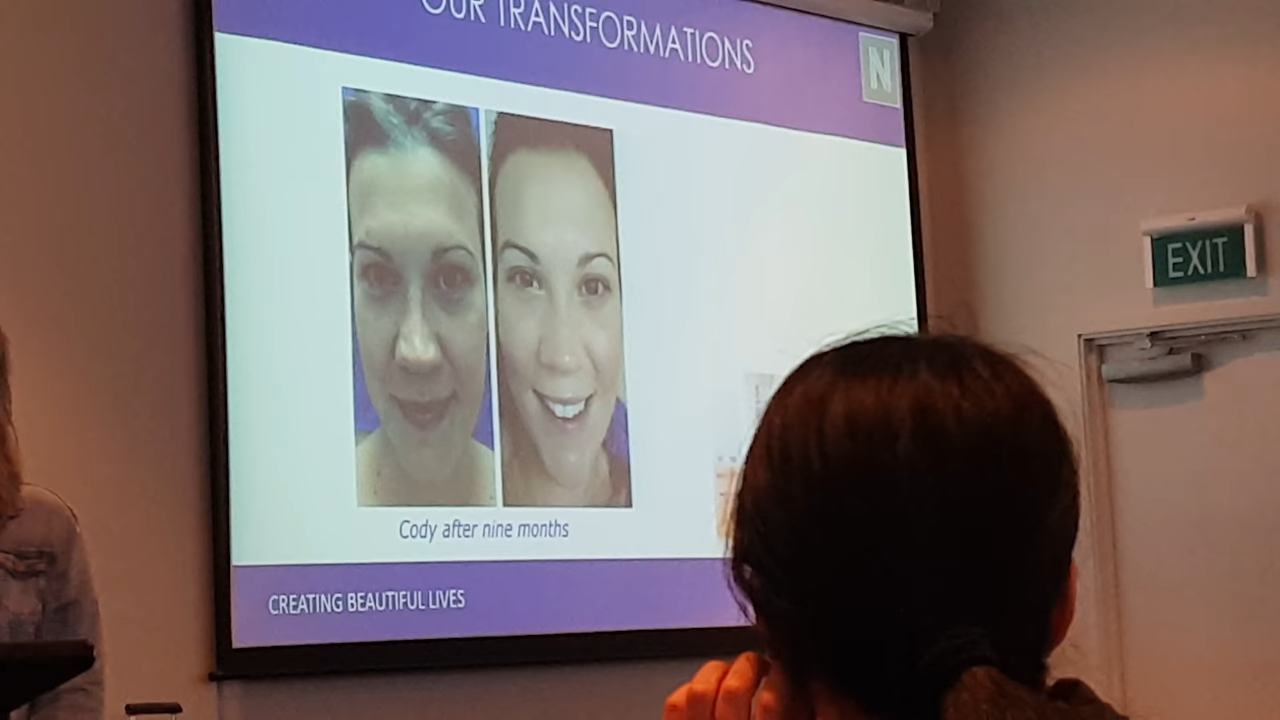 OUR TRANSFORMATIONS
N
EXIT
Cody after nine months
CREATING BEAUTIFUL LIVES